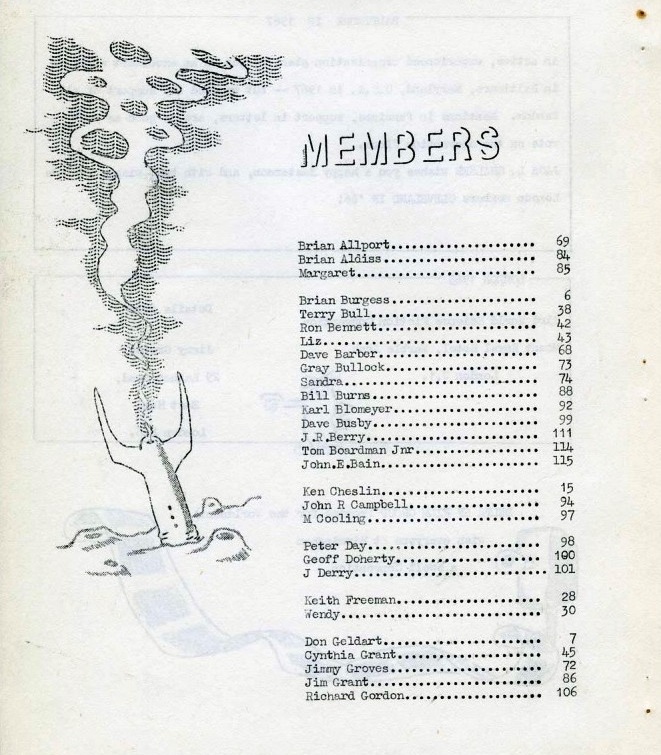 MEMBERS
Brian Allport.................... 69
Brian Aldiss..................... 84
Margaret......................... 85
Brian Burgess.................... 6
Terry Bull....................... 38
Ron Bennett...................... 42
Liz.............................. 43
Dave Barber...................... 68
Gray Bullock..................... 73
Sandra........................... 74
Bill Burns....................... 88
Karl Blomeyer.................... 92
Dave Busby....................... 99
J.R.Berry........................ 111
Tom Boardman Jnr................. 114
John.E.Bain...................... 115
Ken Cheslin...................... 15
John R Campbell.................. 94
M Cooling........................ 97
Peter Day........................ 98
Geoff Doherty.................... 100
J Derry.......................... 101
Keith Freeman.................... 28
Wendy............................ 30
Don Geldart...................... 7
Cynthia Grant.................... 45
Jimmy Groves..................... 72
Jim Grant........................ 86
Richard Gordon................... 106